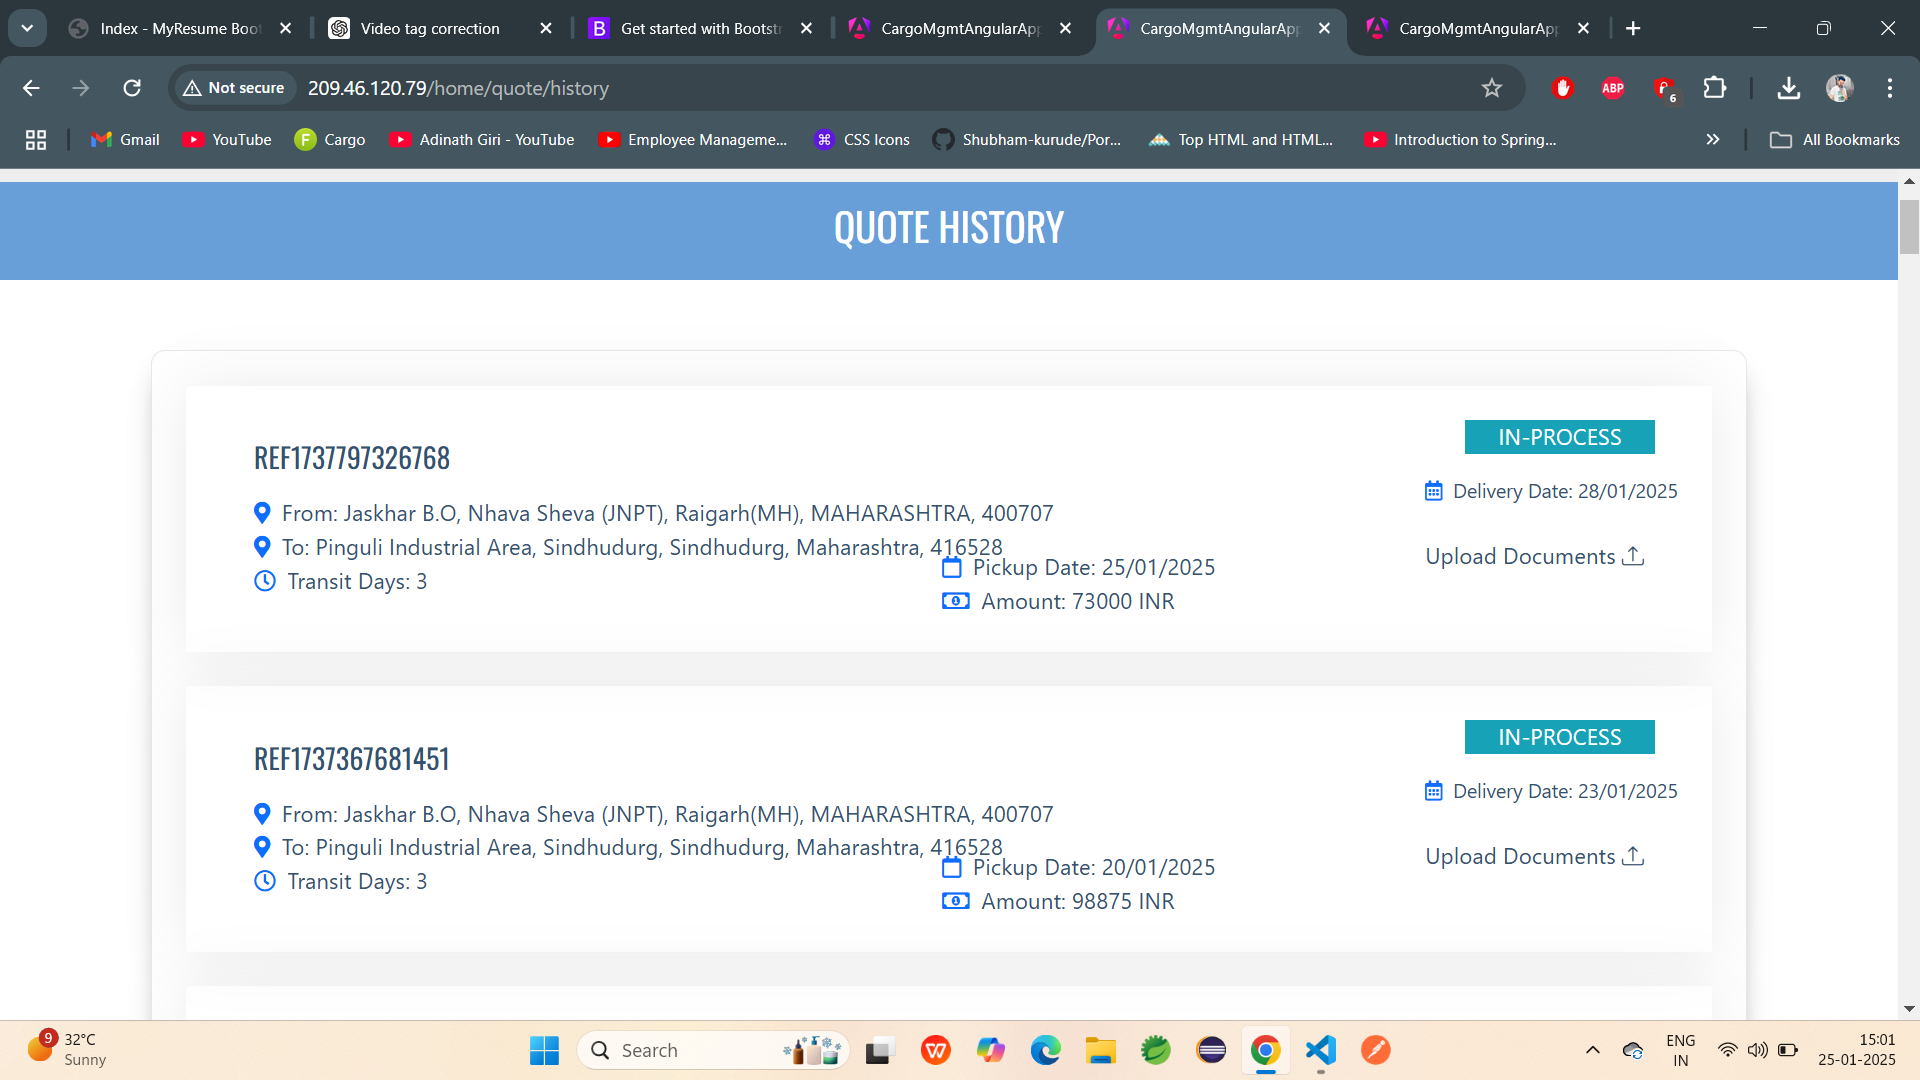 Index - MyResume Boot
Video tag correction
Get started with Bootstr
CargoMgmtAngularApp
CargoMgmtAngularApp
CargoMgmtAngularApp
Not secure
209.46.120.79/home/quote/history
ABP
6
Gmail
YouTube
F Cargo
Adinath Giri - YouTube
Employee Manageme...
CSS Icons
Shubham-kurude/Por...
Top HTML and HTML...
Introduction to Spring...
All Bookmarks
QUOTE HISTORY
REF1737797326768
IN-PROCESS
From: Jaskhar B.O, Nhava Sheva (JNPT), Raigarh(MH), MAHARASHTRA, 400707
To: Pinguli Industrial Area, Sindhudurg, Sindhudurg, Maharashtra, 416528
Transit Days: 3
Pickup Date: 25/01/2025
Amount: 73000 INR
Delivery Date: 28/01/2025
Upload Documents
REF1737367681451
IN-PROCESS
From: Jaskhar B.O, Nhava Sheva (JNPT), Raigarh(MH), MAHARASHTRA, 400707
To: Pinguli Industrial Area, Sindhudurg, Sindhudurg, Maharashtra, 416528
Transit Days: 3
Pickup Date: 20/01/2025
Amount: 98875 INR
Delivery Date: 23/01/2025
Upload Documents
9
32°C
Sunny
Search
ENG
IN
15:01
25-01-2025